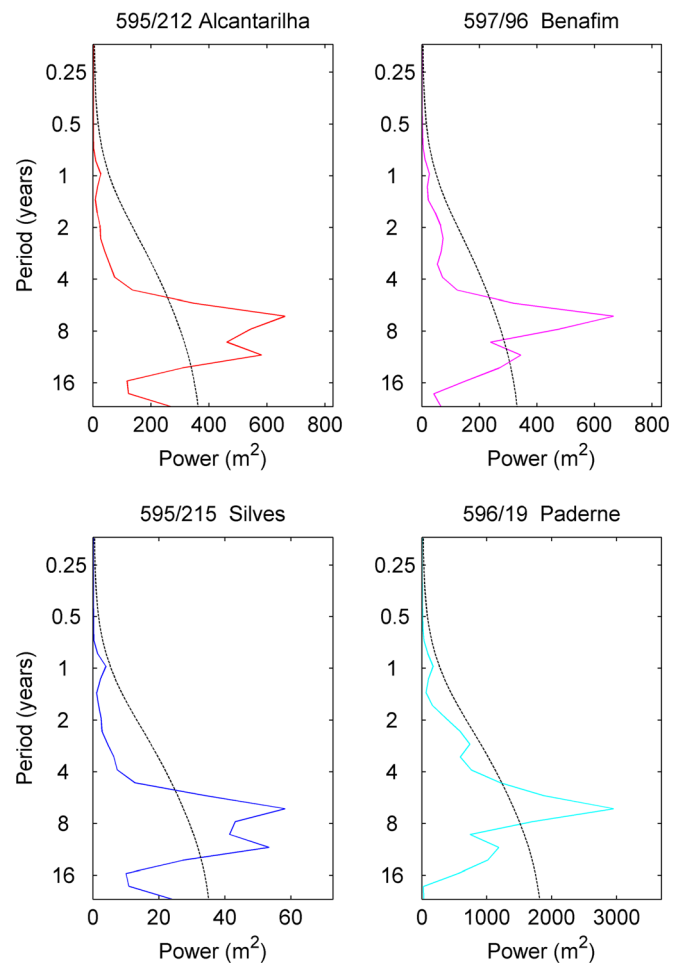 595/212 Alcantarilha
597/96 Benafim
Period (years)
0.25
0.5
1
2
4
8
16
0 200 400 600 800
Power (m²)
0.25
0.5
1
2
4
8
16
0 200 400 600 800
Power (m²)
595/215 Silves
596/19 Paderne
Period (years)
0.25
0.5
1
2
4
8
16
0 20 40 60
Power (m²)
0.25
0.5
1
2
4
8
16
0 1000 2000 3000
Power (m²)